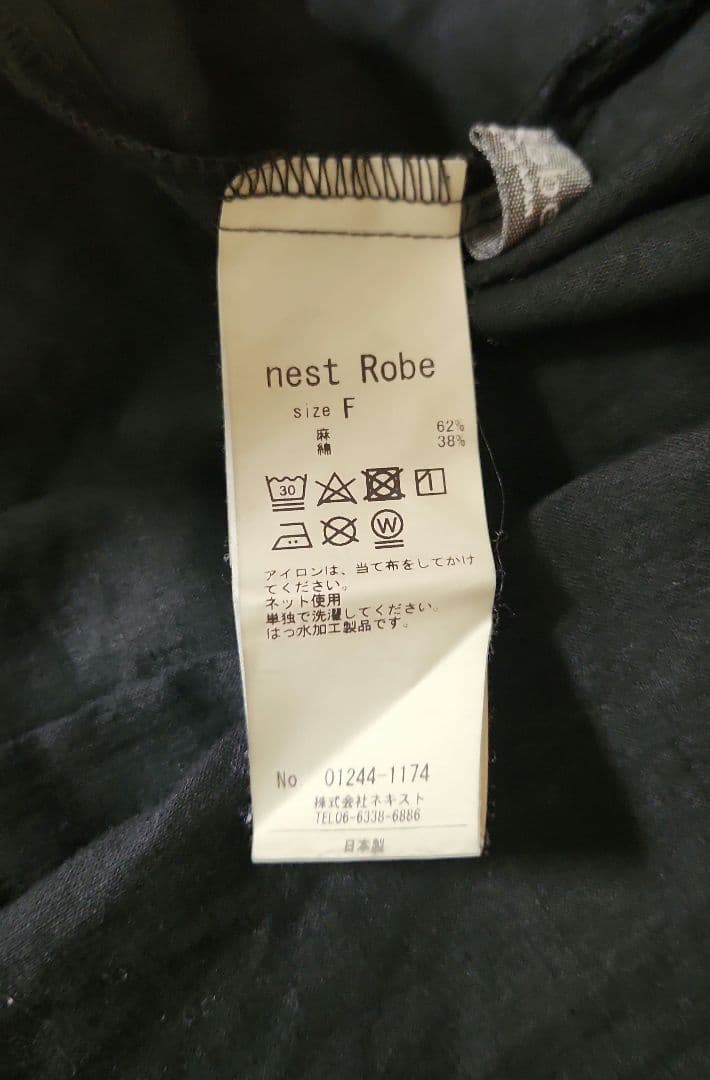 nest Robe
size F
麻 62%
綿 38%
30
W
アイロンは、当て布をしてかけ
てください。
ネット使用
単独で洗濯してください。
はっ水加工製品です。
No. 01244-1174
株式会社ネキスト
TEL06-6338-6886
日本製